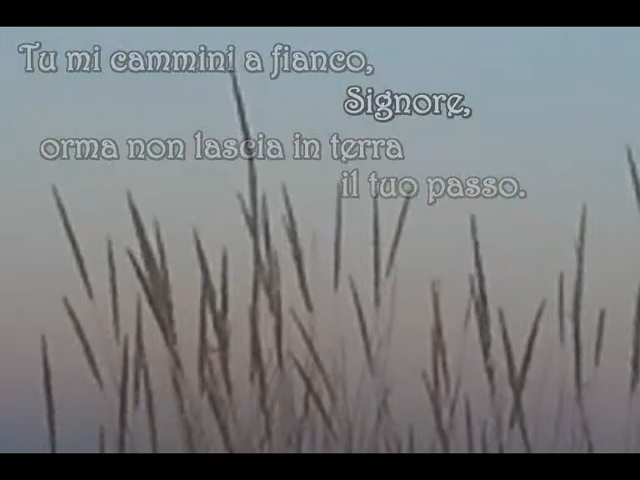 Tu mi cammini a fianco,
Signore,
orma non lascia in terra
il tuo passo.